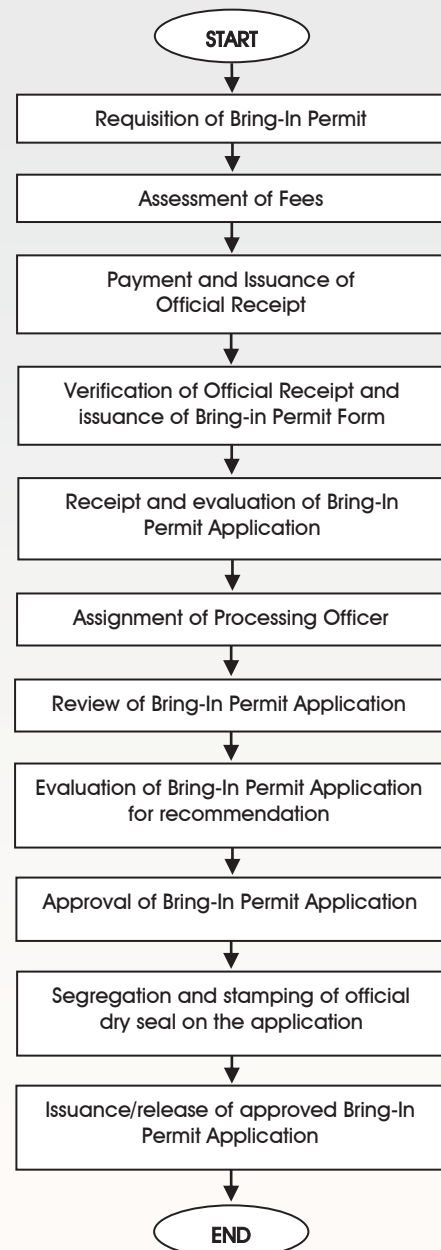 START
Requisition of Bring-In Permit
Assessment of Fees
Payment and Issuance of
Official Receipt
Verification of Official Receipt and
issuance of Bring-in Permit Form
Receipt and evaluation of Bring-In
Permit Application
Assignment of Processing Officer
Review of Bring-In Permit Application
Evaluation of Bring-In Permit Application
for recommendation
Approval of Bring-In Permit Application
Segregation and stamping of official
dry seal on the application
Issuance/release of approved Bring-In
Permit Application
END